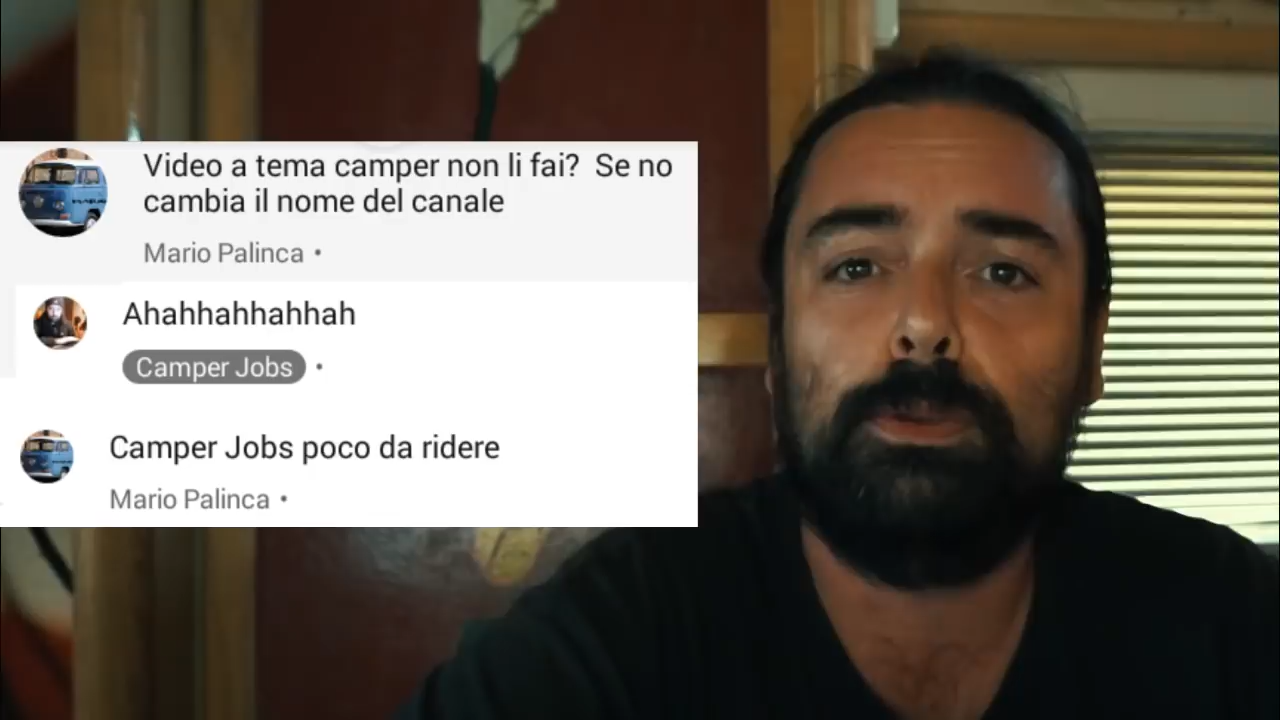 Video a tema camper non li fai?  Se no
cambia il nome del canale
Mario Palinca •
Ahahhahhahhah
Camper Jobs •
Camper Jobs poco da ridere
Mario Palinca •